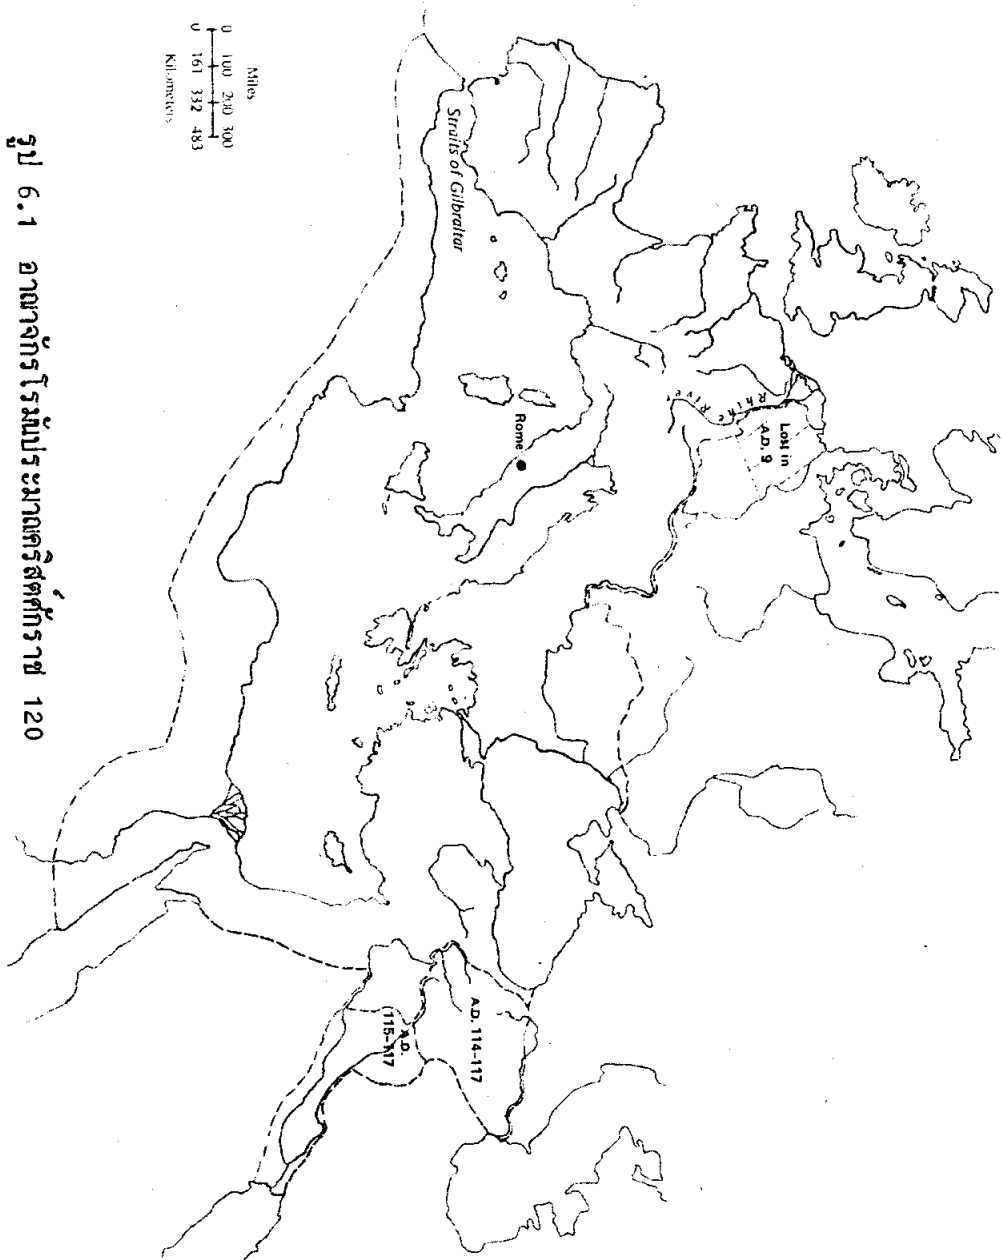 Miles
0 100 200 300
0 161 332 483
Kilometers
Straits of Gilbraltar
Rome
Rhine River
Lost in
A.D. 9
A.D. 114-117
A.D.
115-117
รูป 6.1 อาณาจักรโรมันประมาณคริสต์ศักราช 120